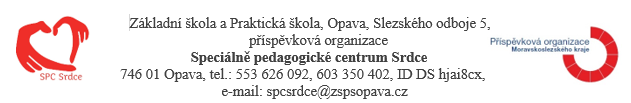 Základní škola a Praktická škola, Opava, Slezského odboje 5,
příspěvková organizace
Speciálně pedagogické centrum Srdce
746 01 Opava, tel.: 553 626 092, 603 350 402, ID DS hjai8cx,
e-mail: spcsrdce@zspsopava.cz
SPC Srdce
Příspěvková organizace
Moravskoslezského kraje